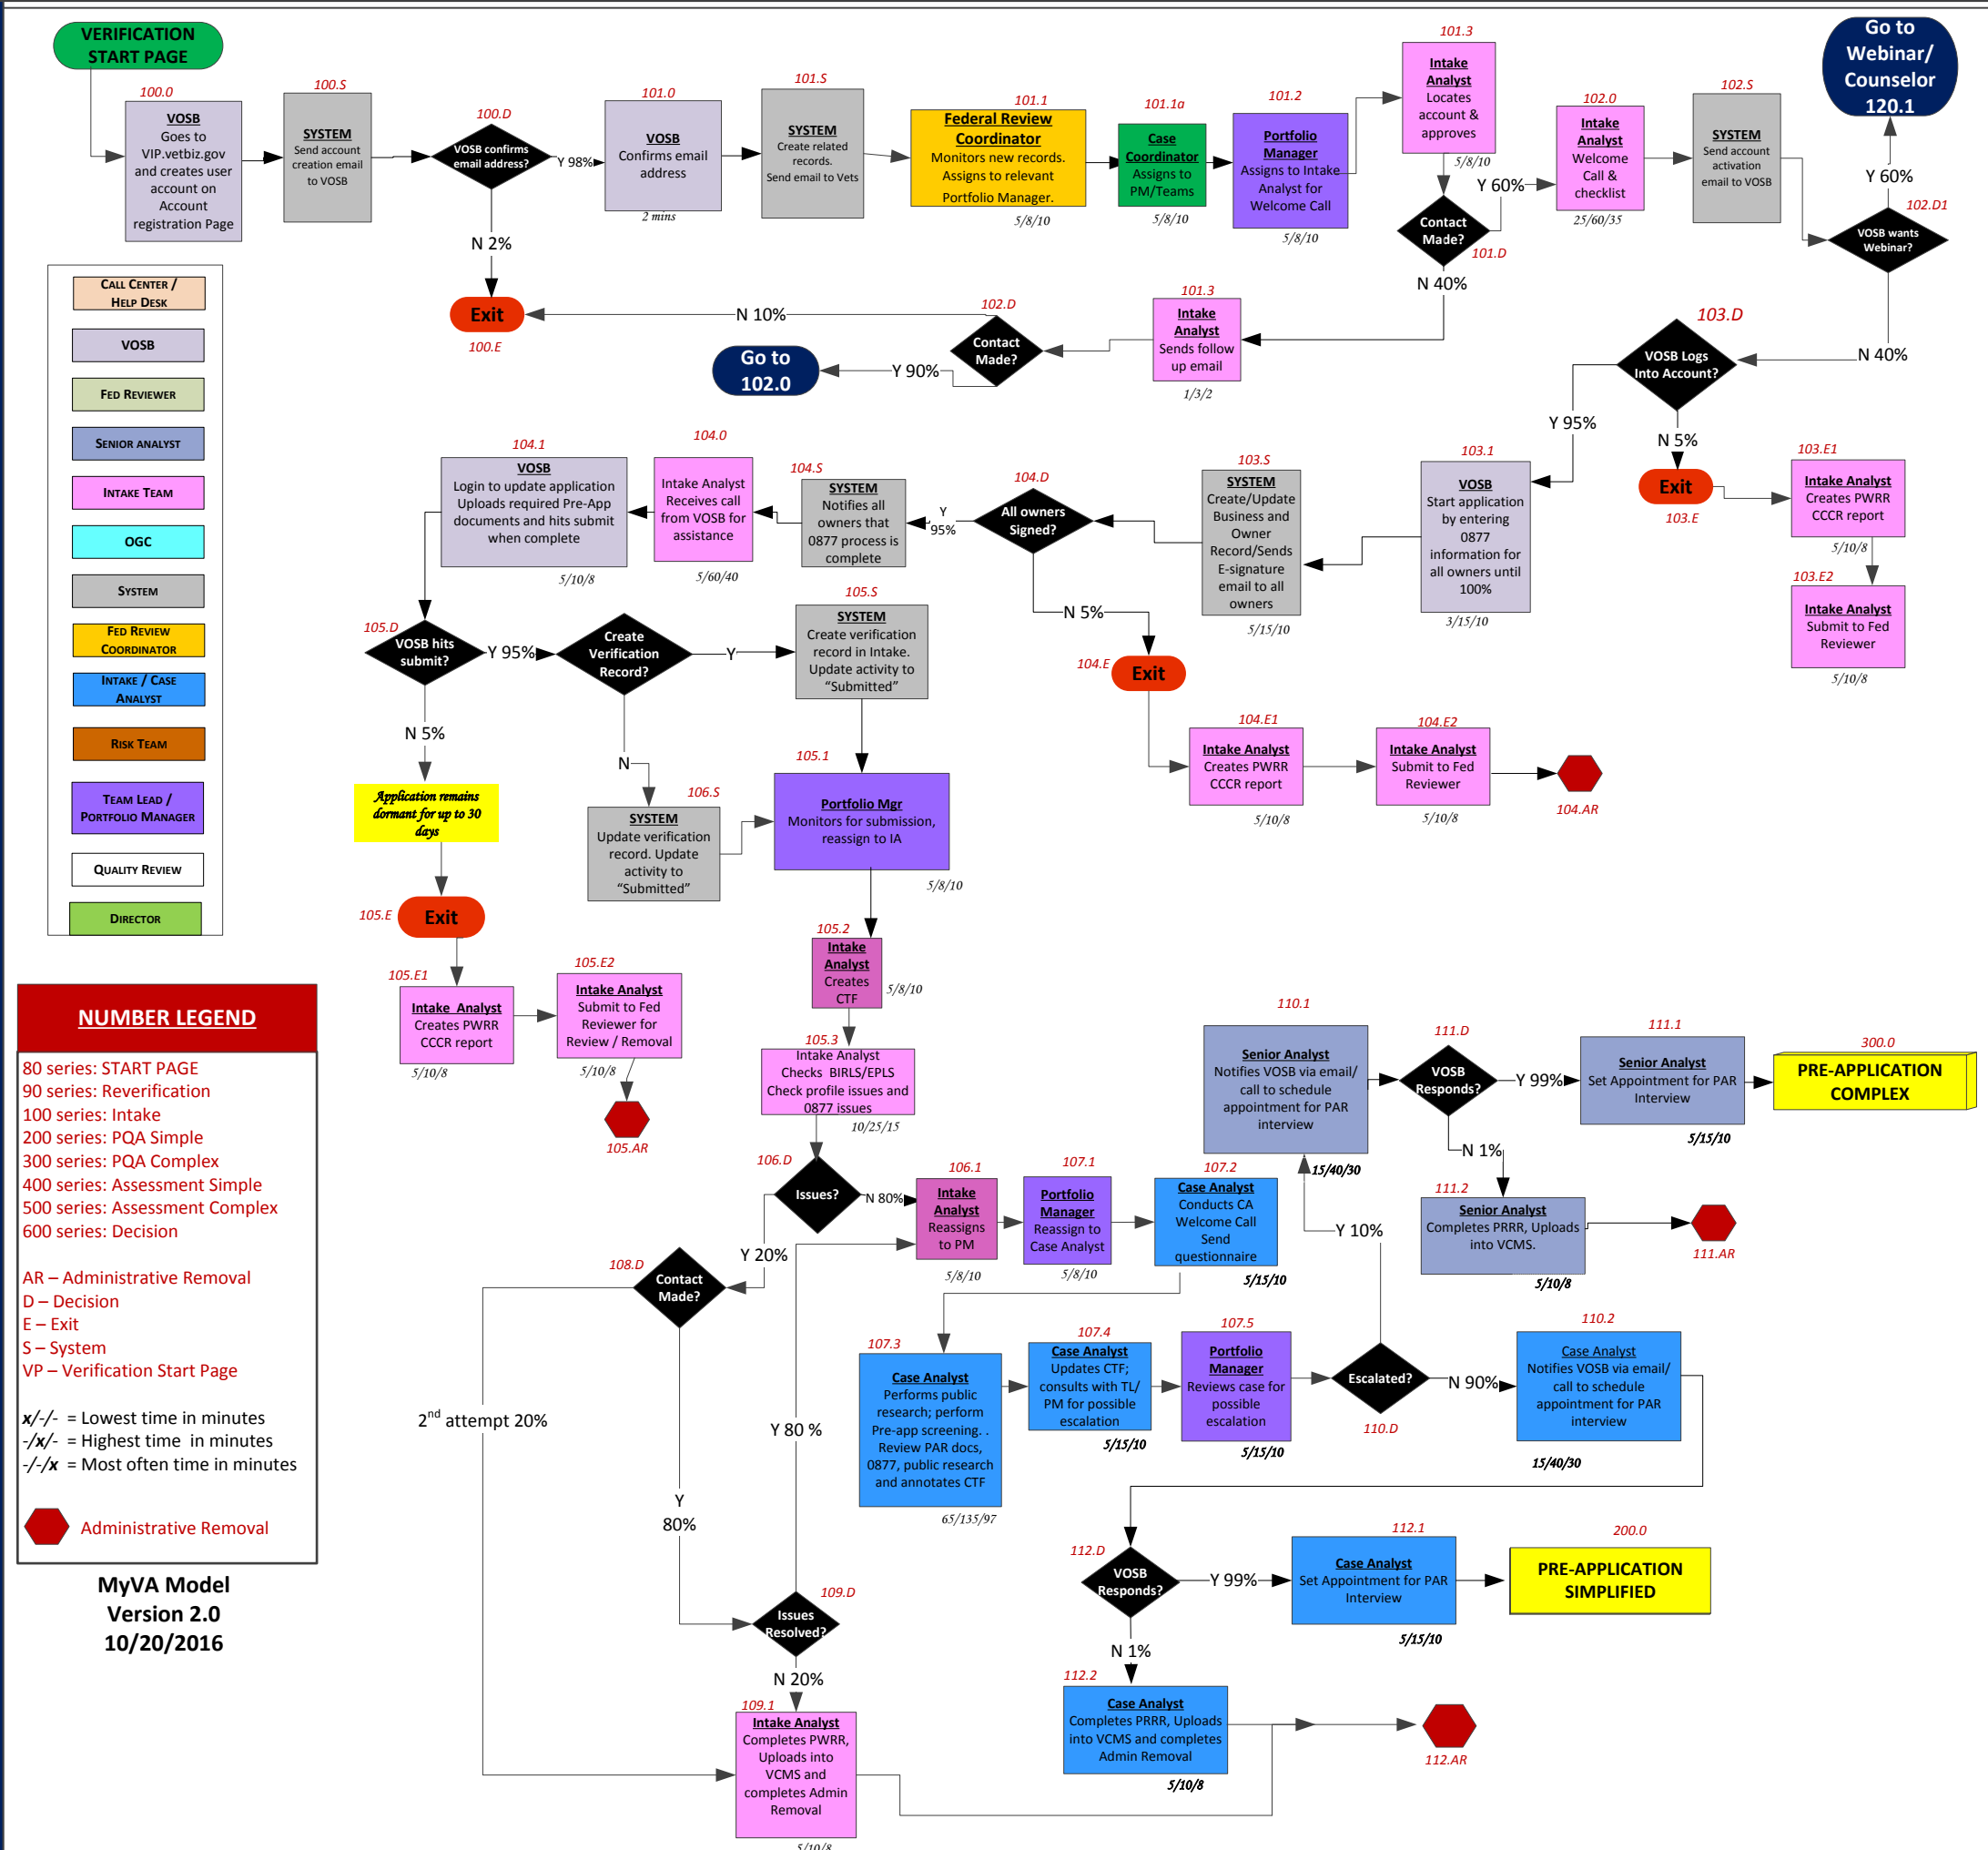 VERIFICATION
START PAGE
100.0
VOSB
Goes to
VIP.vetbiz.gov
and creates user
account on
Account
registration Page
100.S
SYSTEM
Send account
creation email
to VOSB
100.D
VOSB confirms
email address?
Y 98%
N 2%
Exit
100.E
101.0
VOSB
Confirms email
address
2 mins
101.S
SYSTEM
Create related
records.
Send email to Vets
101.1
Federal Review
Coordinator
Monitors new records.
Assigns to relevant
Portfolio Manager.
5/8/10
101.1a
Case
Coordinator
Assigns to
PM/Teams
5/8/10
101.2
Portfolio
Manager
Assigns to Intake
Analyst for
Welcome Call
5/8/10
101.3
Intake
Analyst
Locates
account &
approves
5/8/10
Contact
Made?
101.D
Y 60%
N 40%
102.0
Intake
Analyst
Welcome
Call &
checklist
25/60/35
102.S
SYSTEM
Send account
activation
email to VOSB
Go to
Webinar/
Counselor
120.1
Y 60%
102.D1
VOSB wants
Webinar?
N 40%
101.3
Intake
Analyst
Sends follow
up email
1/3/2
102.D
Contact
Made?
N 10%
Y 90%
Go to
102.0
103.D
VOSB Logs
Into Account?
Y 95%
N 5%
Exit
103.E
103.E1
Intake Analyst
Creates PWRR
CCCR report
5/10/8
103.E2
Intake Analyst
Submit to Fed
Reviewer
5/10/8
103.1
VOSB
Start application
by entering
0877
information for
all owners until
100%
3/15/10
103.S
SYSTEM
Create/Update
Business and
Owner
Record/Sends
E-signature
email to all
owners
5/15/10
104.D
All owners
Signed?
Y
95%
N 5%
104.S
SYSTEM
Notifies all
owners that
0877 process is
complete
104.0
Intake Analyst
Receives call
from VOSB for
assistance
5/60/40
104.1
VOSB
Login to update application
Uploads required Pre-App
documents and hits submit
when complete
5/10/8
104.E
Exit
104.E1
Intake Analyst
Creates PWRR
CCCR report
5/10/8
104.E2
Intake Analyst
Submit to Fed
Reviewer
5/10/8
104.AR
105.D
VOSB hits
submit?
Y 95%
N 5%
Create
Verification
Record?
Y
N
105.S
SYSTEM
Create verification
record in Intake.
Update activity to
“Submitted”
106.S
SYSTEM
Update verification
record. Update
activity to
“Submitted”
105.1
Portfolio Mgr
Monitors for submission,
reassign to IA
5/8/10
Application remains
dormant for up to 30
days
105.E
Exit
105.E1
Intake Analyst
Creates PWRR
CCCR report
5/10/8
105.E2
Intake Analyst
Submit to Fed
Reviewer for
Review / Removal
5/10/8
105.AR
105.2
Intake
Analyst
Creates
CTF
5/8/10
105.3
Intake Analyst
Checks BIRLS/EPLS
Check profile issues and
0877 issues
10/25/15
106.D
Issues?
N 80%
Y 20%
106.1
Intake
Analyst
Reassigns
to PM
5/8/10
107.1
Portfolio
Manager
Reassign to
Case Analyst
5/8/10
107.2
Case Analyst
Conducts CA
Welcome Call
Send
questionnaire
5/15/10
107.3
Case Analyst
Performs public
research; perform
Pre-app screening. .
Review PAR docs,
0877, public research
and annotates CTF
65/135/97
107.4
Case Analyst
Updates CTF;
consults with TL/
PM for possible
escalation
5/15/10
107.5
Portfolio
Manager
Reviews case for
possible
escalation
5/15/10
Escalated?
110.D
Y 10%
N 90%
110.1
Senior Analyst
Notifies VOSB via email/
call to schedule
appointment for PAR
interview
15/40/30
111.D
VOSB
Responds?
Y 99%
N 1%
111.1
Senior Analyst
Set Appointment for PAR
Interview
5/15/10
300.0
PRE-APPLICATION
COMPLEX
111.2
Senior Analyst
Completes PRRR, Uploads
into VCMS.
5/10/8
111.AR
110.2
Case Analyst
Notifies VOSB via email/
call to schedule
appointment for PAR
interview
15/40/30
112.D
VOSB
Responds?
Y 99%
N 1%
112.1
Case Analyst
Set Appointment for PAR
Interview
5/15/10
200.0
PRE-APPLICATION
SIMPLIFIED
112.2
Case Analyst
Completes PRRR, Uploads
into VCMS and completes
Admin Removal
5/10/8
112.AR
108.D
Contact
Made?
2nd attempt 20%
Y
80%
109.D
Issues
Resolved?
Y 80 %
N 20%
109.1
Intake Analyst
Completes PWRR,
Uploads into
VCMS and
completes Admin
Removal
5/10/8
CALL CENTER /
HELP DESK
VOSB
FED REVIEWER
SENIOR ANALYST
INTAKE TEAM
OGC
SYSTEM
FED REVIEW
COORDINATOR
INTAKE / CASE
ANALYST
RISK TEAM
TEAM LEAD /
PORTFOLIO MANAGER
QUALITY REVIEW
DIRECTOR
NUMBER LEGEND
80 series: START PAGE
90 series: Reverification
100 series: Intake
200 series: PQA Simple
300 series: PQA Complex
400 series: Assessment Simple
500 series: Assessment Complex
600 series: Decision
AR – Administrative Removal
D – Decision
E – Exit
S – System
VP – Verification Start Page
x/-/- = Lowest time in minutes
-/x/- = Highest time in minutes
-/-/x = Most often time in minutes
Administrative Removal
MyVA Model
Version 2.0
10/20/2016